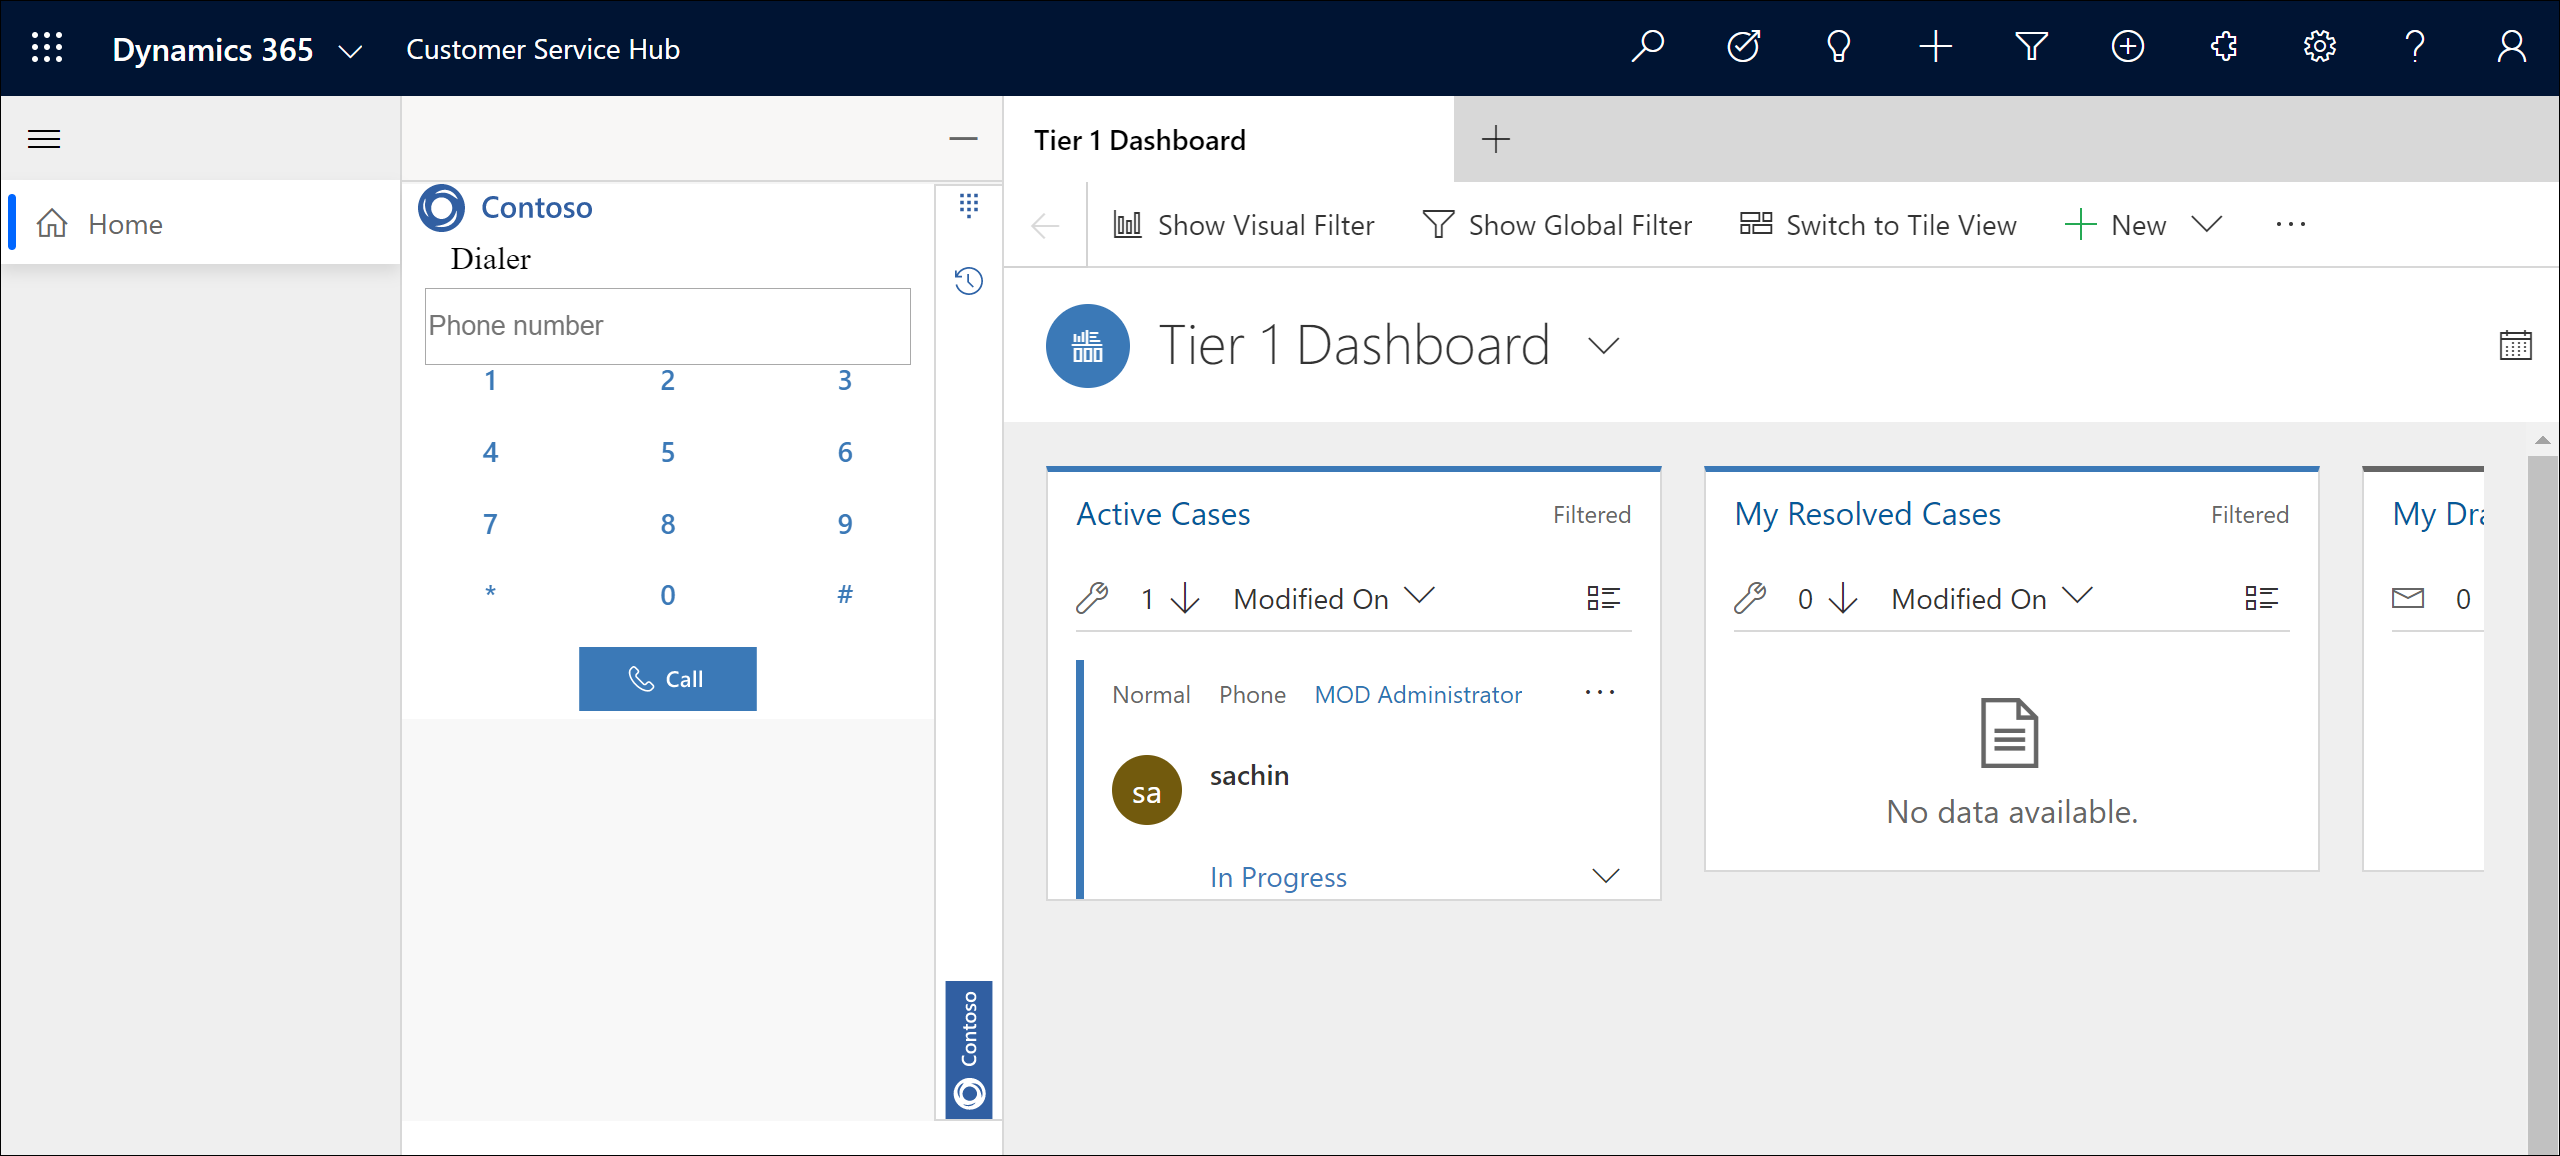 Dynamics 365
Customer Service Hub
Home
Contoso
Dialer
Phone number
1 2 3
4 5 6
7 8 9
* 0 #
Call
Contoso
Tier 1 Dashboard
Show Visual Filter
Show Global Filter
Switch to Tile View
New
Tier 1 Dashboard
Active Cases
Filtered
1
Modified On
Normal
Phone
MOD Administrator
sa
sachin
In Progress
My Resolved Cases
Filtered
0
Modified On
No data available.
My Dra
0